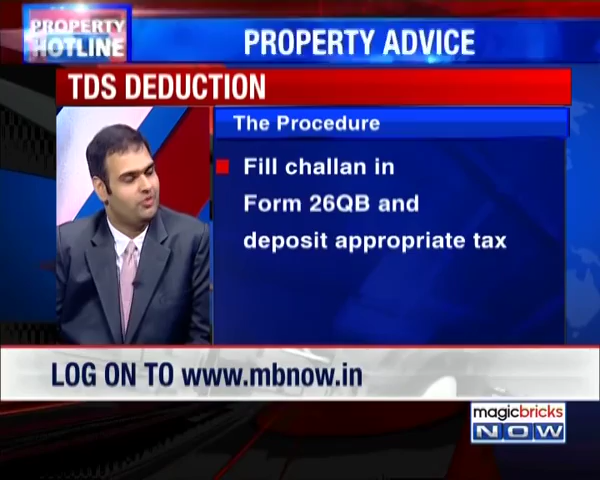 PROPERTY
HOTLINE
PROPERTY ADVICE
TDS DEDUCTION
The Procedure
Fill challan in
Form 26QB and
deposit appropriate tax
LOG ON TO www.mbnow.in
magicbricks
NOW